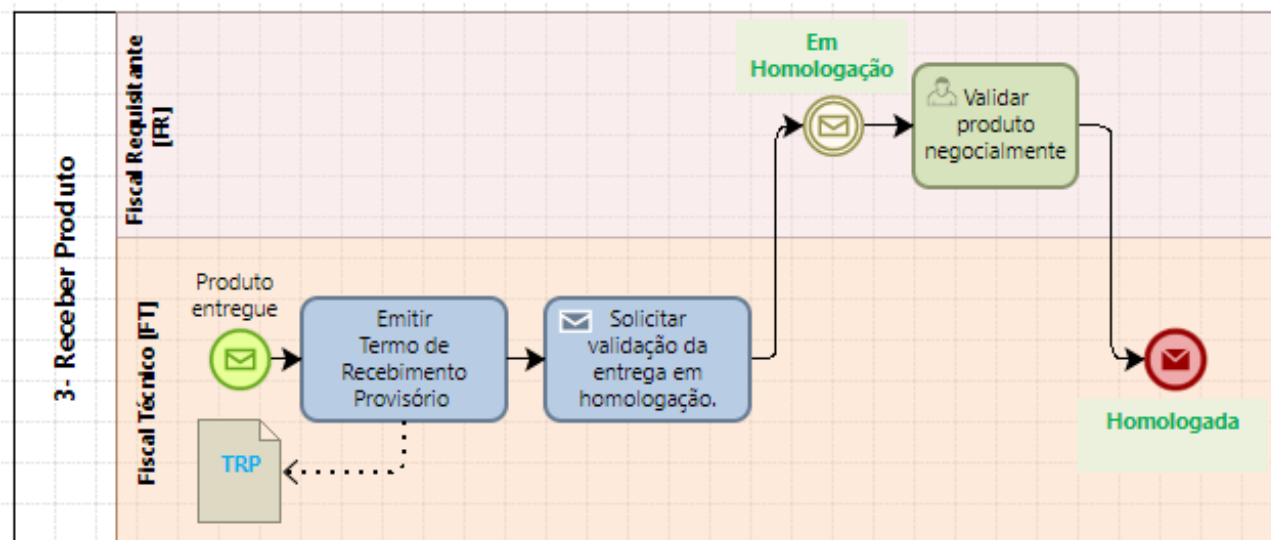 3- Receber Produto
Fiscal Requisitante
[FR]
Em
Homologação
Validar
produto
negocialmente
Fiscal Técnico [FT]
Produto
entregue
Emitir
Termo de
Recebimento
Provisório
Solicitar
validação da
entrega em
homologação.
TRP
Homologada